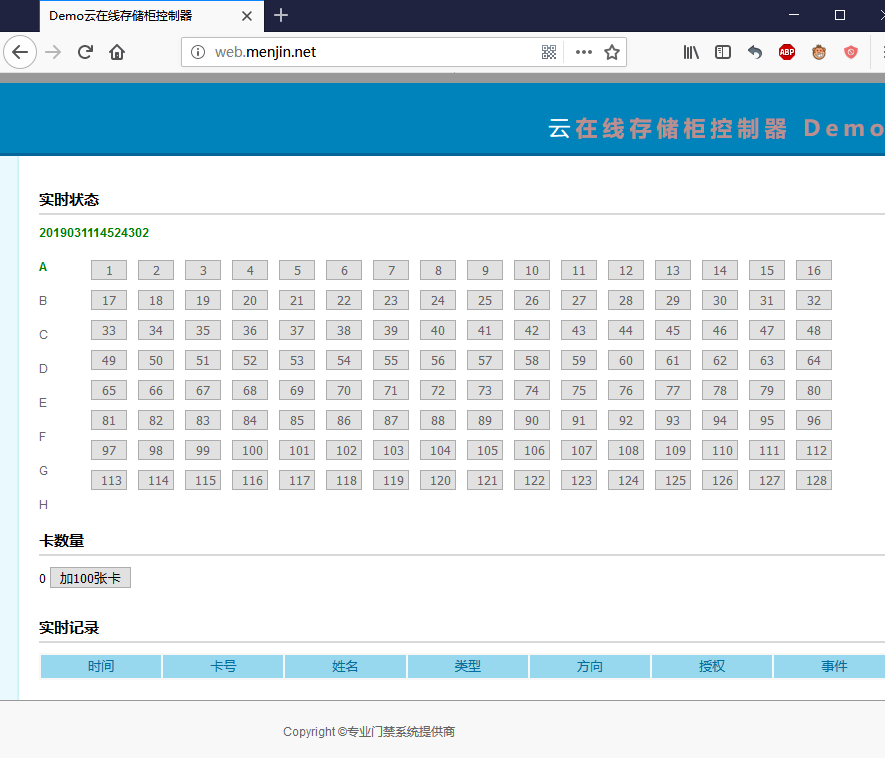 Demo云在线存储柜控制器
web.menjin.net
ABP
云在线存储柜控制器 Demo
实时状态
2019031114524302
A 1 2 3 4 5 6 7 8 9 10 11 12 13 14 15 16
B 17 18 19 20 21 22 23 24 25 26 27 28 29 30 31 32
C 33 34 35 36 37 38 39 40 41 42 43 44 45 46 47 48
D 49 50 51 52 53 54 55 56 57 58 59 60 61 62 63 64
E 65 66 67 68 69 70 71 72 73 74 75 76 77 78 79 80
F 81 82 83 84 85 86 87 88 89 90 91 92 93 94 95 96
G 97 98 99 100 101 102 103 104 105 106 107 108 109 110 111 112
H 113 114 115 116 117 118 119 120 121 122 123 124 125 126 127 128
卡数量
0 加100张卡
实时记录
时间 卡号 姓名 类型 方向 授权 事件
Copyright ©专业门禁系统提供商